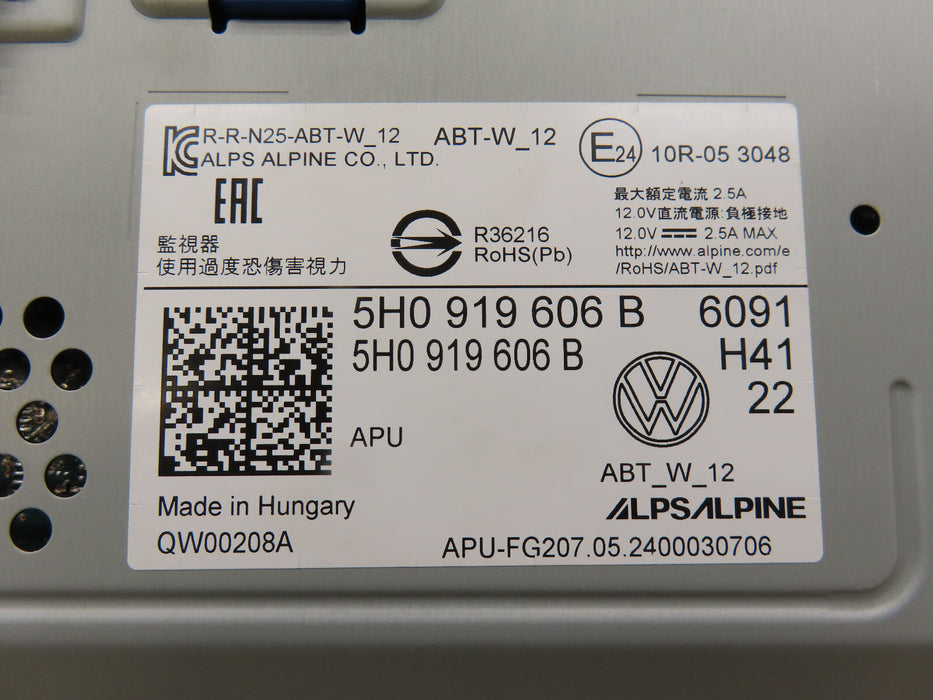 R-R-N25-ABT-W_12 ABT-W_12
ALPS ALPINE CO., LTD.
E24 10R-05 3048
EAC
監視器
使用過度恐傷害視力
R36216
RoHS(Pb)
最大額定電流 2.5A
12.0V直流電源:負極接地
12.0V 2.5A MAX
http://www.alpine.com/e
/RoHS/ABT-W_12.pdf
5H0 919 606 B 6091
5H0 919 606 B H41
22
APU
ABT_W_12
ALPSALPINE
Made in Hungary
QW00208A
APU-FG207.05.2400030706